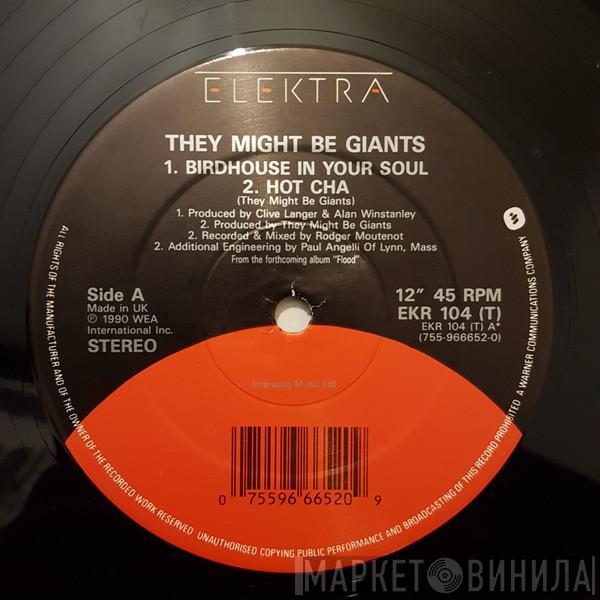 ELEKTRA
THEY MIGHT BE GIANTS
1. BIRDHOUSE IN YOUR SOUL
2. HOT CHA
(They Might Be Giants)
1. Produced by Clive Langer & Alan Winstanley
2. Produced by They Might Be Giants
2. Recorded & Mixed by Rodger Moutenot
2. Additional Engineering by Paul Angelli Of Lynn, Mass
From the forthcoming album "Flood"
Side A
Made in UK
℗ 1990 WEA
International Inc.
STEREO
12" 45 RPM
EKR 104 (T)
EKR 104 (T) A*
(755-966652-0)
Intersong Music Ltd
0 75596 66520 9
ALL RIGHTS OF THE MANUFACTURER AND OF THE OWNER OF THE RECORDED WORK RESERVED UNAUTHORISED COPYING PUBLIC PERFORMANCE AND BROADCASTING OF THIS RECORD PROHIBITED A WARNER COMMUNICATIONS COMPANY
МАРКЕТ ВИНИЛА